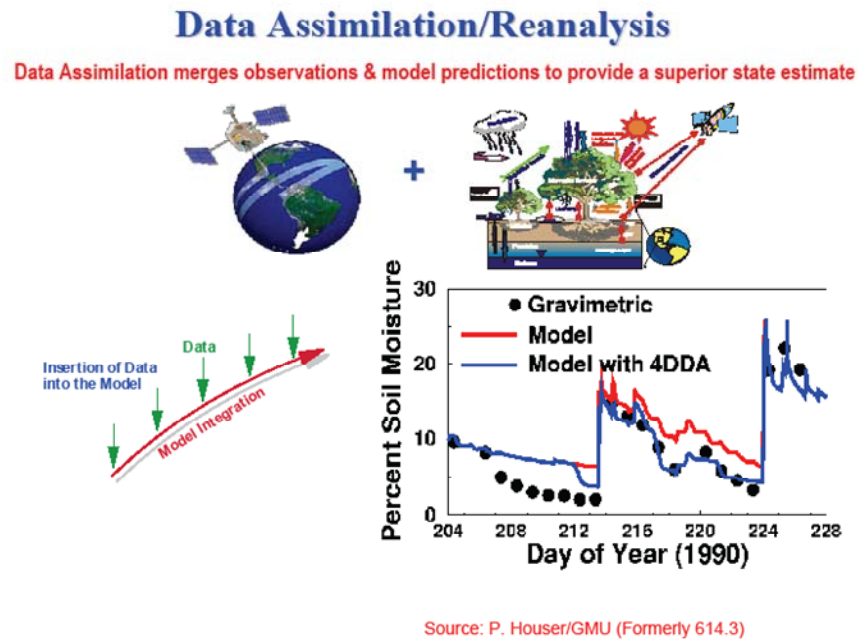 Data Assimilation/Reanalysis
Data Assimilation merges observations & model predictions to provide a superior state estimate
+
Insertion of Data
into the Model
Data
Model Integration
Percent Soil Moisture
30
20
10
0
Gravimetric
Model
Model with 4DDA
204
208
212
216
220
224
228
Day of Year (1990)
Source: P. Houser/GMU (Formerly 614.3)